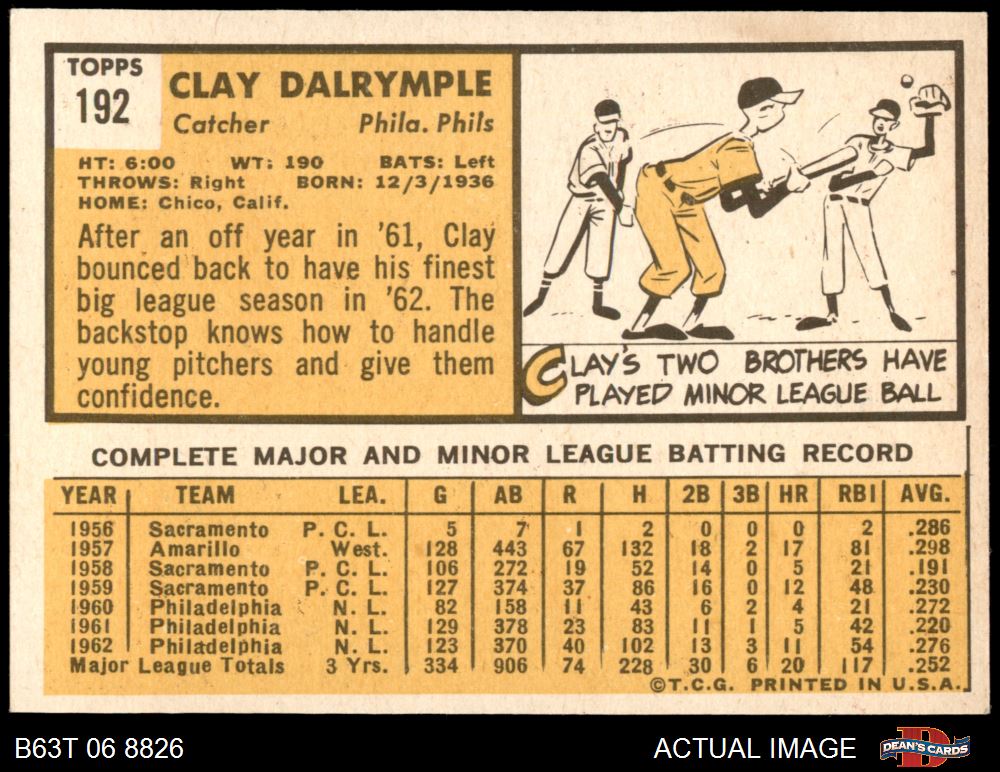 TOPPS
192
CLAY DALRYMPLE
Catcher Phila. Phils
HT: 6:00 WT: 190 BATS: Left
THROWS: Right BORN: 12/3/1936
HOME: Chico, Calif.
After an off year in '61, Clay
bounced back to have his finest
big league season in '62. The
backstop knows how to handle
young pitchers and give them
confidence.
CLAY'S TWO BROTHERS HAVE
PLAYED MINOR LEAGUE BALL
COMPLETE MAJOR AND MINOR LEAGUE BATTING RECORD
YEAR TEAM LEA. G AB R H 2B 3B HR RBI AVG.
1956 Sacramento P. C. L. 5 7 1 2 0 0 0 2 .286
1957 Amarillo West. 128 443 67 132 18 2 17 81 .298
1958 Sacramento P. C. L. 106 272 19 52 14 0 5 21 .191
1959 Sacramento P. C. L. 127 374 37 86 16 0 12 48 .230
1960 Philadelphia N. L. 82 158 11 43 6 2 4 21 .272
1961 Philadelphia N. L. 129 378 23 83 11 1 5 42 .220
1962 Philadelphia N. L. 123 370 40 102 13 3 11 54 .276
Major League Totals 3 Yrs. 334 906 74 228 30 6 20 117 .252
©T.C.G. PRINTED IN U.S.A.
B63T 06 8826 ACTUAL IMAGE
DEAN'S CARDS